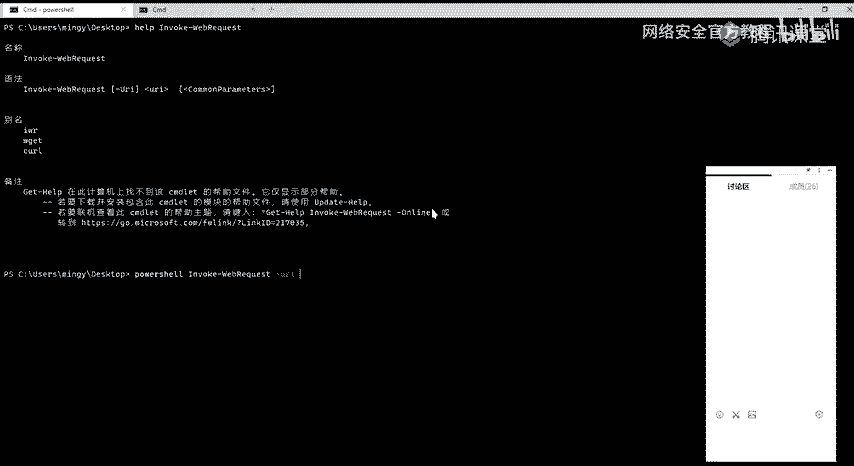 Cmd - powershell
Cmd
PS C:\Users\mingy\Desktop> help Invoke-WebRequest
网络安全官方教程
腾讯课堂
bilibili
名称
Invoke-WebRequest
语法
Invoke-WebRequest [-Uri] <uri> [<CommonParameters>]
别名
iwr
wget
curl
备注
Get-Help 在此计算机上找不到该 cmdlet 的帮助文件。它仅显示部分帮助。
-- 若要下载并安装包含此 cmdlet 的模块的帮助文件，请使用 Update-Help。
-- 若要联机查看此 cmdlet 的帮助主题，请键入: "Get-Help Invoke-WebRequest -Online" 或
转到 https://go.microsoft.com/fwlink/?LinkID=217035。
PS C:\Users\mingy\Desktop> powershell Invoke-WebRequest -uri
讨论区